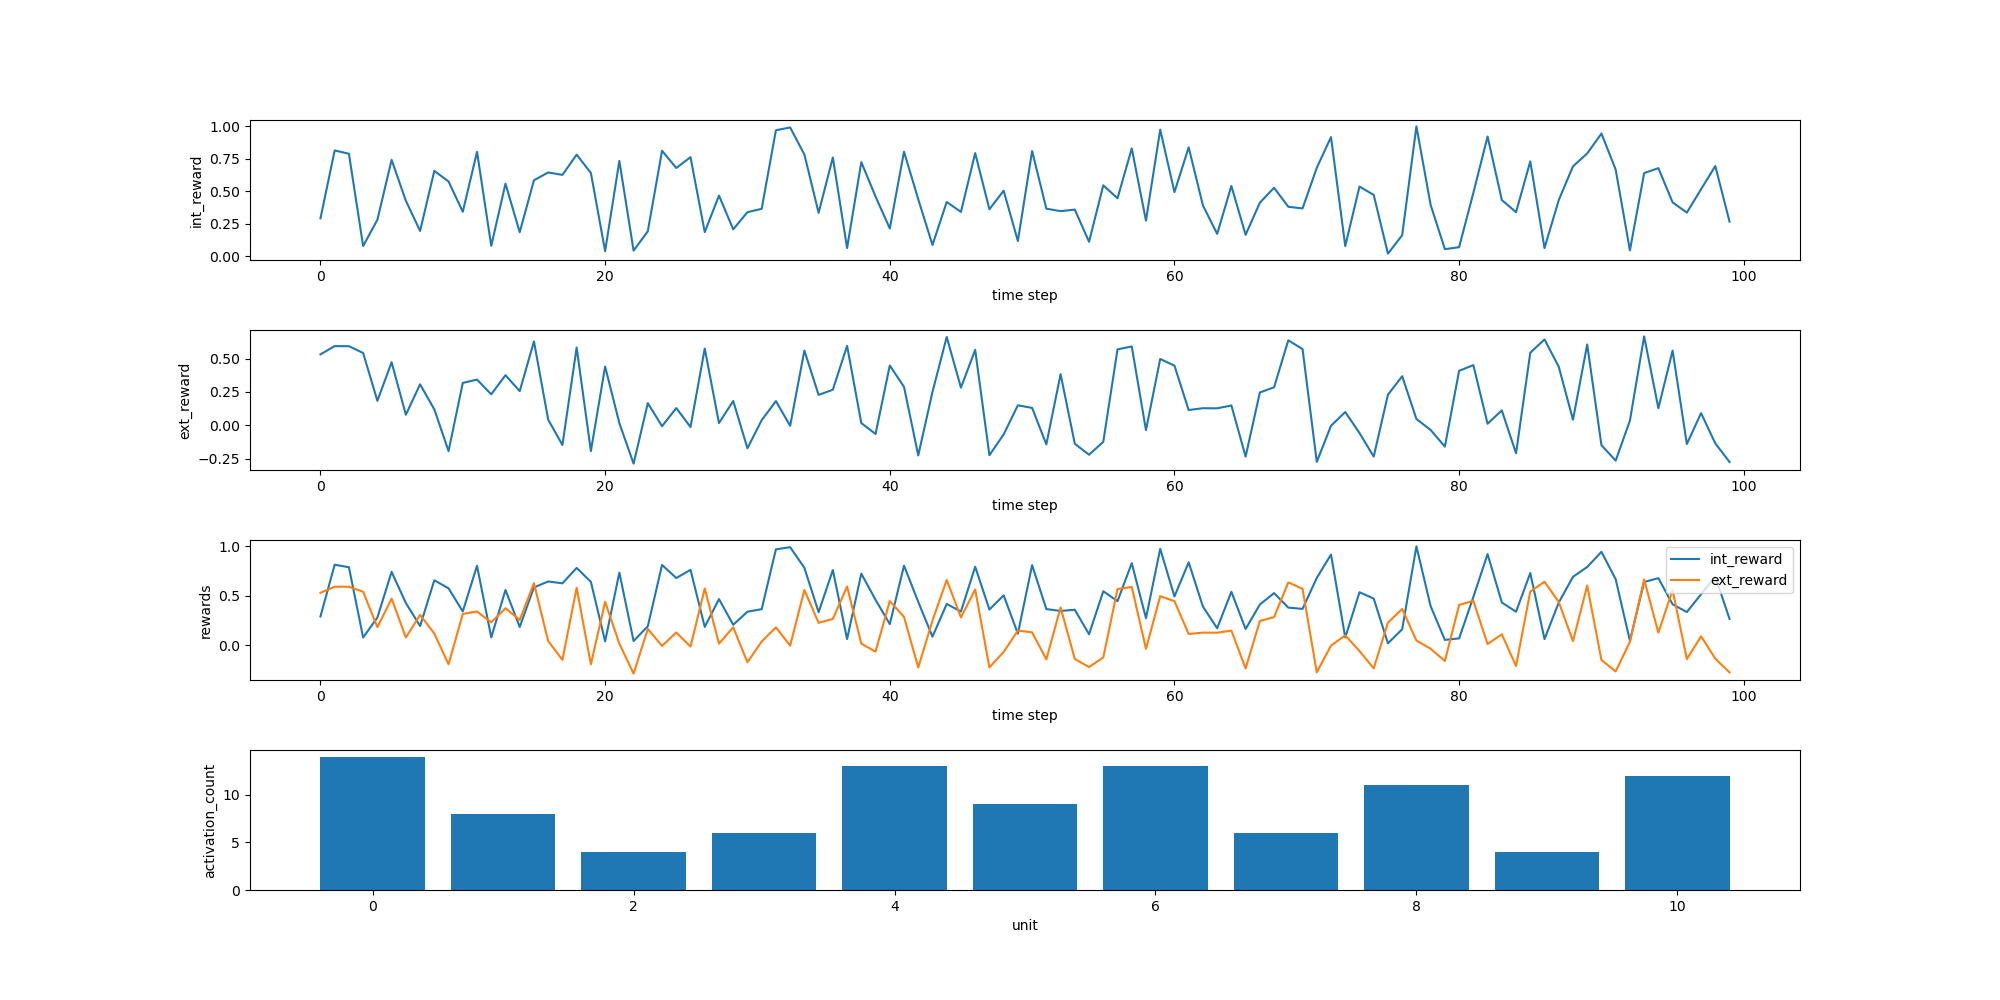 1.00
0.75
0.50
0.25
0.00
int_reward
0 20 40 60 80 100
time step
0.50
0.25
0.00
−0.25
ext_reward
0 20 40 60 80 100
time step
1.0
0.5
0.0
rewards
int_reward
ext_reward
0 20 40 60 80 100
time step
10
5
0
activation_count
0 2 4 6 8 10
unit